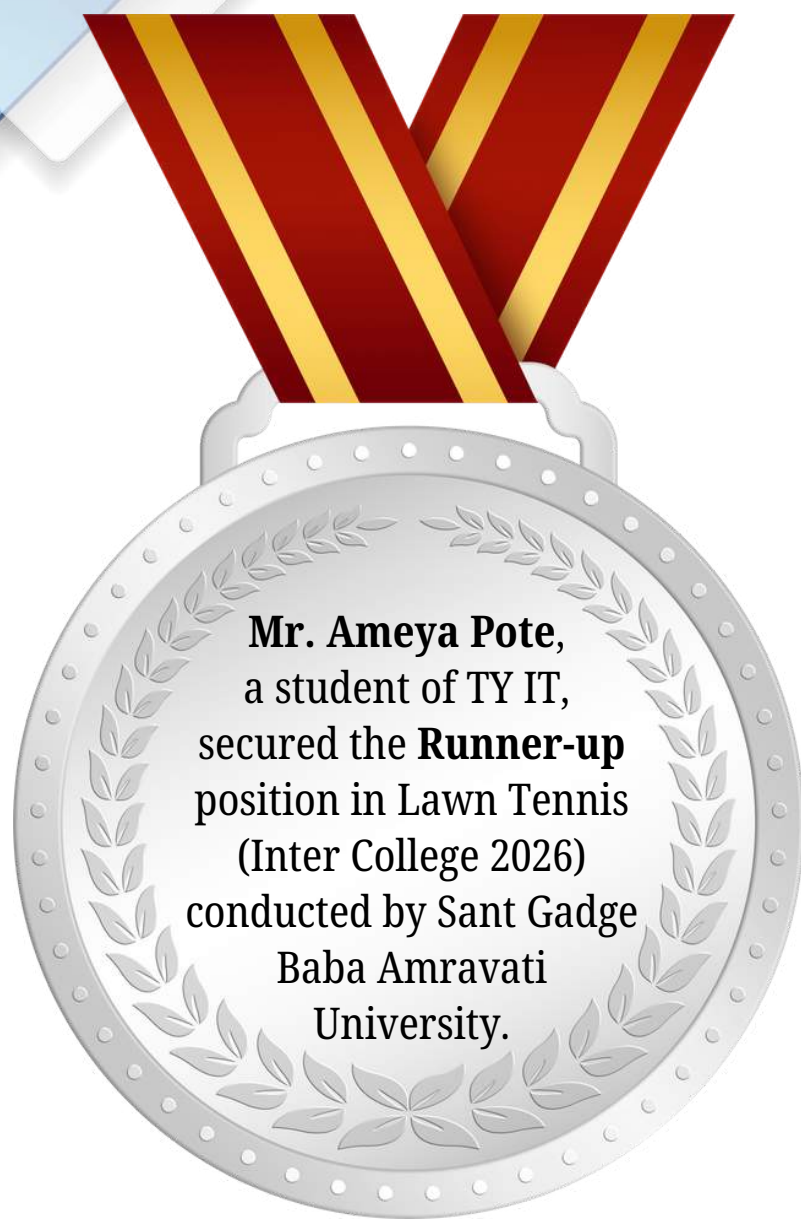 Mr. Ameya Pote,
a student of TY IT,
secured the Runner-up
position in Lawn Tennis
(Inter College 2026)
conducted by Sant Gadge
Baba Amravati
University.